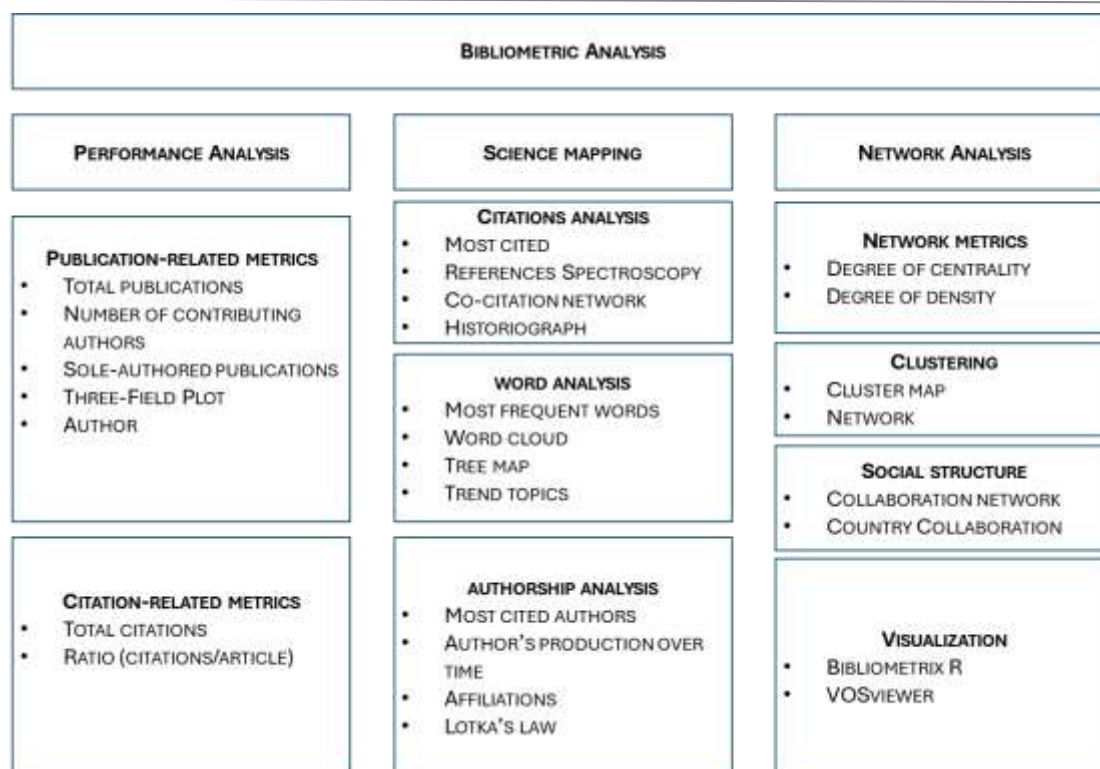 BIBLIOMETRIC ANALYSIS
PERFORMANCE ANALYSIS
PUBLICATION-RELATED METRICS
• TOTAL PUBLICATIONS
• NUMBER OF CONTRIBUTING
AUTHORS
• SOLE-AUTHORED PUBLICATIONS
• THREE-FIELD PLOT
• AUTHOR
CITATION-RELATED METRICS
• TOTAL CITATIONS
• RATIO (CITATIONS/ARTICLE)
SCIENCE MAPPING
CITATIONS ANALYSIS
• MOST CITED
• REFERENCES SPECTROSCOPY
• CO-CITATION NETWORK
• HISTORIOGRAPH
WORD ANALYSIS
• MOST FREQUENT WORDS
• WORD CLOUD
• TREE MAP
• TREND TOPICS
AUTHORSHIP ANALYSIS
• MOST CITED AUTHORS
• AUTHOR'S PRODUCTION OVER
TIME
• AFFILIATIONS
• LOTKA'S LAW
NETWORK ANALYSIS
NETWORK METRICS
• DEGREE OF CENTRALITY
• DEGREE OF DENSITY
CLUSTERING
• CLUSTER MAP
• NETWORK
SOCIAL STRUCTURE
• COLLABORATION NETWORK
• COUNTRY COLLABORATION
VISUALIZATION
• BIBLIOMETRIX R
• VOSVIEWER